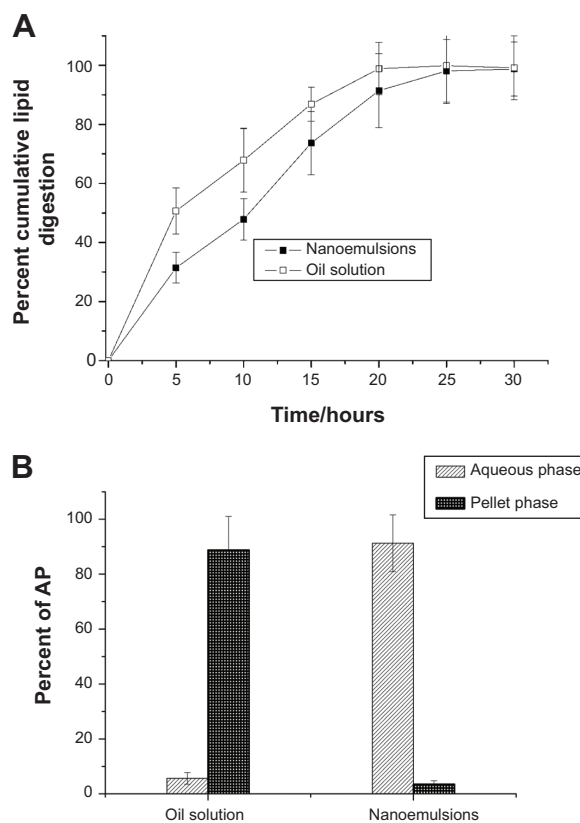 A
Percent cumulative lipid
digestion
100
80
60
40
20
0
Nanoemulsions
Oil solution
0 5 10 15 20 25 30
Time/hours
B
Aqueous phase
Pellet phase
Percent of AP
100
80
60
40
20
0
Oil solution Nanoemulsions